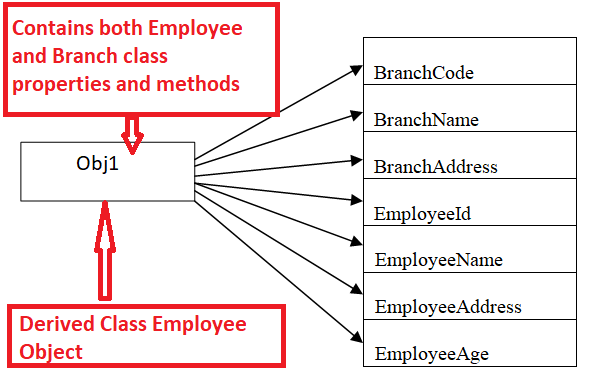 Contains both Employee
and Branch class
properties and methods
Obj1
Derived Class Employee
Object
BranchCode
BranchName
BranchAddress
EmployeeId
EmployeeName
EmployeeAddress
EmployeeAge